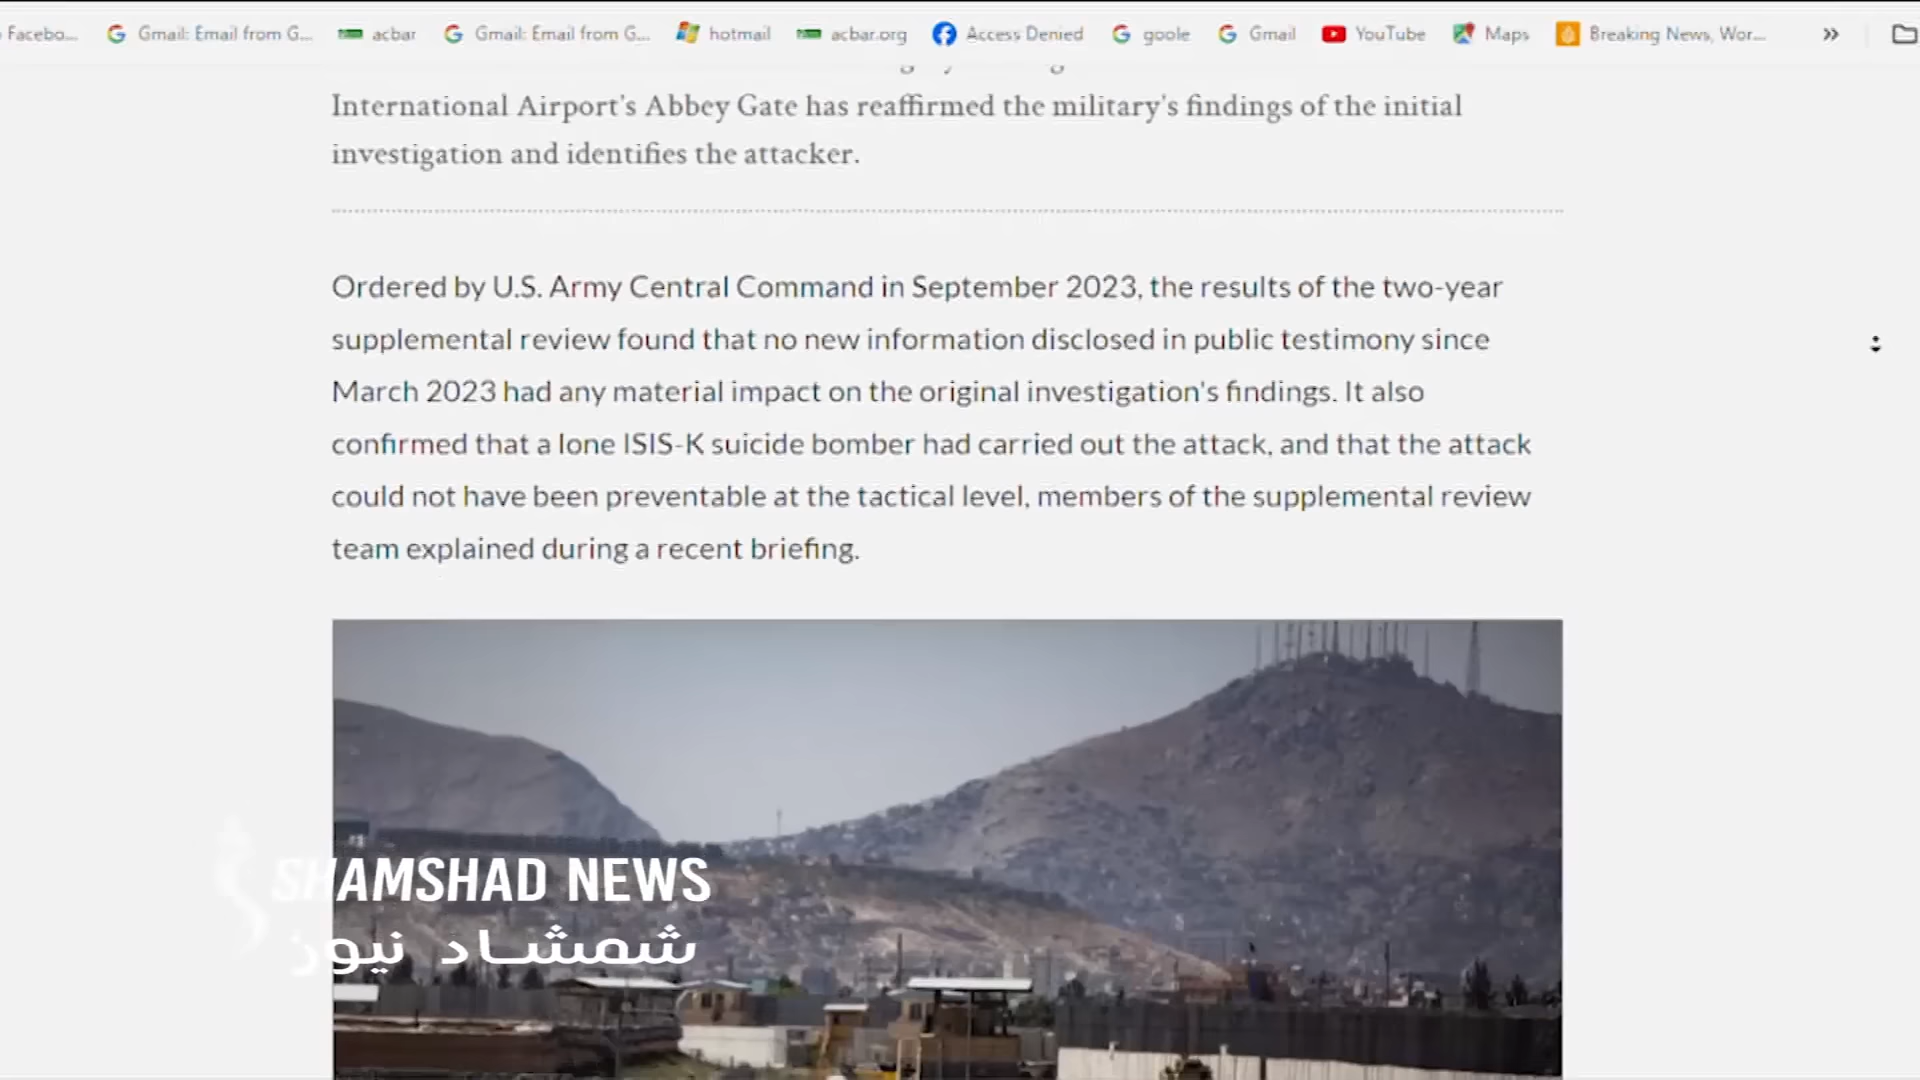 Facebo...
Gmail: Email from G...
acbar
Gmail: Email from G...
hotmail
acbar.org
Access Denied
goole
Gmail
YouTube
Maps
Breaking News, Wor...
»
International Airport's Abbey Gate has reaffirmed the military's findings of the initial
investigation and identifies the attacker.
Ordered by U.S. Army Central Command in September 2023, the results of the two-year
supplemental review found that no new information disclosed in public testimony since
March 2023 had any material impact on the original investigation's findings. It also
confirmed that a lone ISIS-K suicide bomber had carried out the attack, and that the attack
could not have been preventable at the tactical level, members of the supplemental review
team explained during a recent briefing.
SHAMSHAD NEWS
شمشاد نیوز